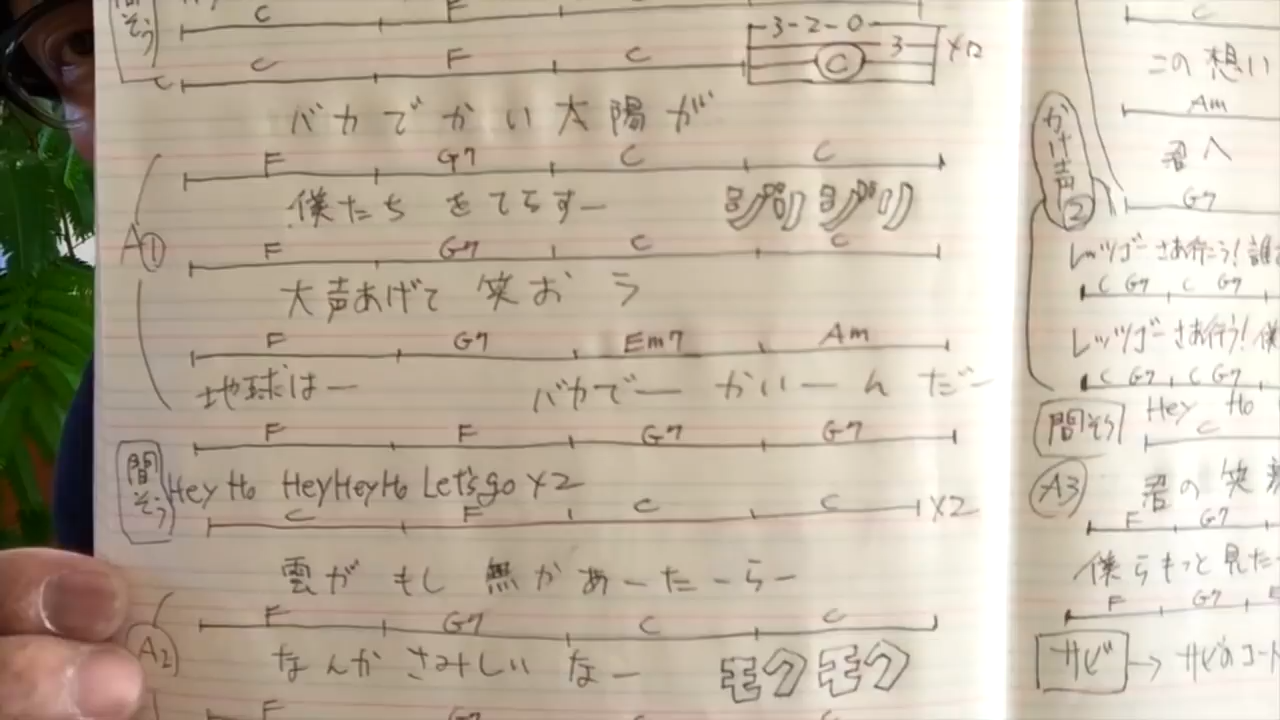 間そう
C F
C C F C 3-2-0 3 C ×2
バカでかい太陽が
F G7 C C
僕たちをてらすー ジリジリ
A①
F G7 C C
大声あげて笑おう
F G7 Em7 Am
地球はー バカでー かいーんだー
F F G7 G7
間そう
Hey Ho HeyHeyHo Let'sgo ×2
C F C C ×2
雲がもし無かあーたーらー
F G7 C C
A2
なんかさみしいなー モクモク
F G7 C C
C
この想い
Am
君へ
かけ声②
G7
レッツゴーさあ行こう!誰
C G7 C G7
レッツゴーさあ行う!僕
C G7 C G7
間そう
Hey Ho
C
A3
君の笑
F G7
僕らもっと見た
F G7
サビ → サビのコード